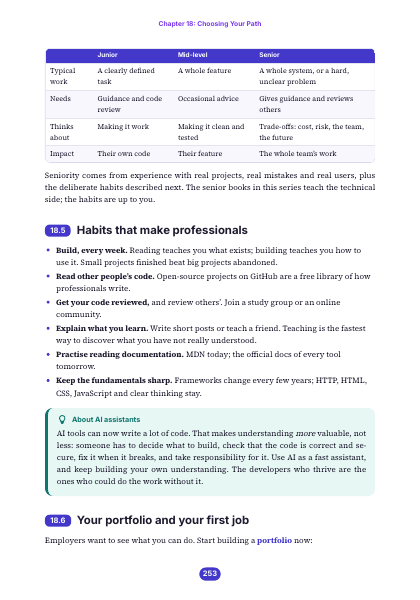 Chapter 18: Choosing Your Path
Junior Mid-level Senior
Typical work A clearly defined task A whole feature A whole system, or a hard, unclear problem
Needs Guidance and code review Occasional advice Gives guidance and reviews others
Thinks about Making it work Making it clean and tested Trade-offs: cost, risk, the team, the future
Impact Their own code Their feature The whole team's work
Seniority comes from experience with real projects, real mistakes and real users, plus
the deliberate habits described next. The senior books in this series teach the technical
side; the habits are up to you.
18.5 Habits that make professionals
• Build, every week. Reading teaches you what exists; building teaches you how to
use it. Small projects finished beat big projects abandoned.
• Read other people's code. Open-source projects on GitHub are a free library of how
professionals write.
• Get your code reviewed, and review others'. Join a study group or an online
community.
• Explain what you learn. Write short posts or teach a friend. Teaching is the fastest
way to discover what you have not really understood.
• Practise reading documentation. MDN today; the official docs of every tool
tomorrow.
• Keep the fundamentals sharp. Frameworks change every few years; HTTP, HTML,
CSS, JavaScript and clear thinking stay.
About AI assistants
AI tools can now write a lot of code. That makes understanding more valuable, not
less: someone has to decide what to build, check that the code is correct and se-
cure, fix it when it breaks, and take responsibility for it. Use AI as a fast assistant,
and keep building your own understanding. The developers who thrive are the
ones who could do the work without it.
18.6 Your portfolio and your first job
Employers want to see what you can do. Start building a portfolio now:
253